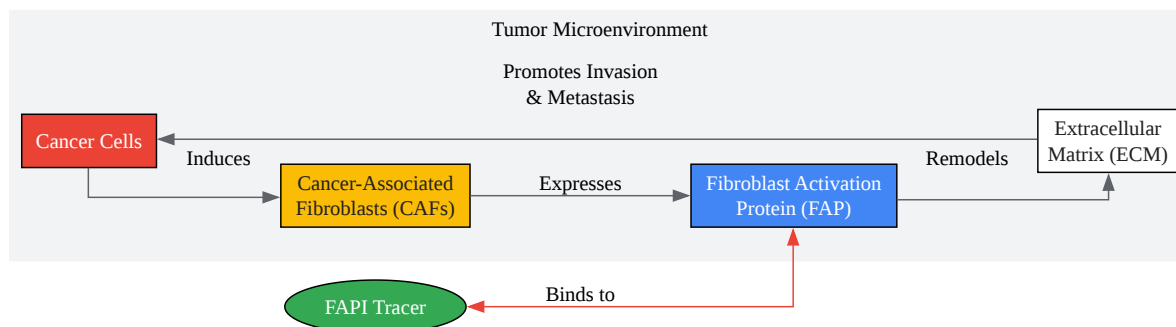 Tumor Microenvironment
Promotes Invasion
& Metastasis
Cancer Cells
Induces
Cancer-Associated
Fibroblasts (CAFs)
Expresses
Fibroblast Activation
Protein (FAP)
Remodels
Extracellular
Matrix (ECM)
FAPI Tracer
Binds to